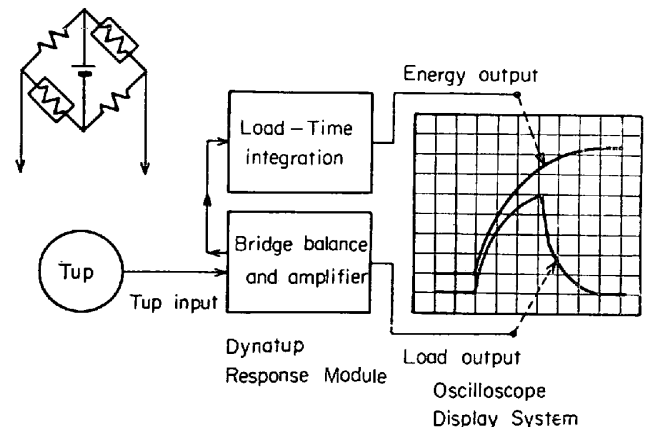 Energy output
Load – Time
integration
Bridge balance
and amplifier
Tup
Tup input
Load output
Dynatup
Response Module
Oscilloscope
Display System